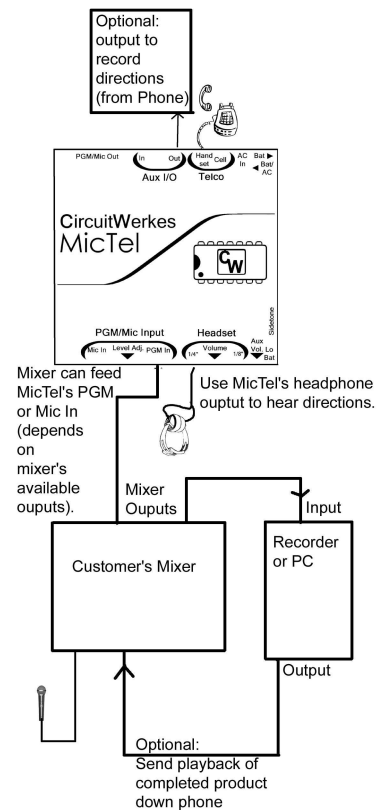 Optional:
output to
record
directions
(from Phone)
PGM/Mic Out
In
Out
Aux I/O
Hand
set
Cell
Telco
AC
In
Bat ►
◄ Bat/
AC
CircuitWerkes
MicTel
CW
Sidetone
PGM/Mic Input
Mic In
Level Adj.
PGM In
Headset
1/4"
Volume
1/8"
Aux
Vol.
Lo
Bat
Mixer can feed
MicTel's PGM
or Mic In
(depends
on
mixer's
available
ouputs).
Use MicTel's headphone
ouptut to hear directions.
Mixer
Ouputs
Input
Customer's Mixer
Recorder
or PC
Output
Optional:
Send playback of
completed product
down phone